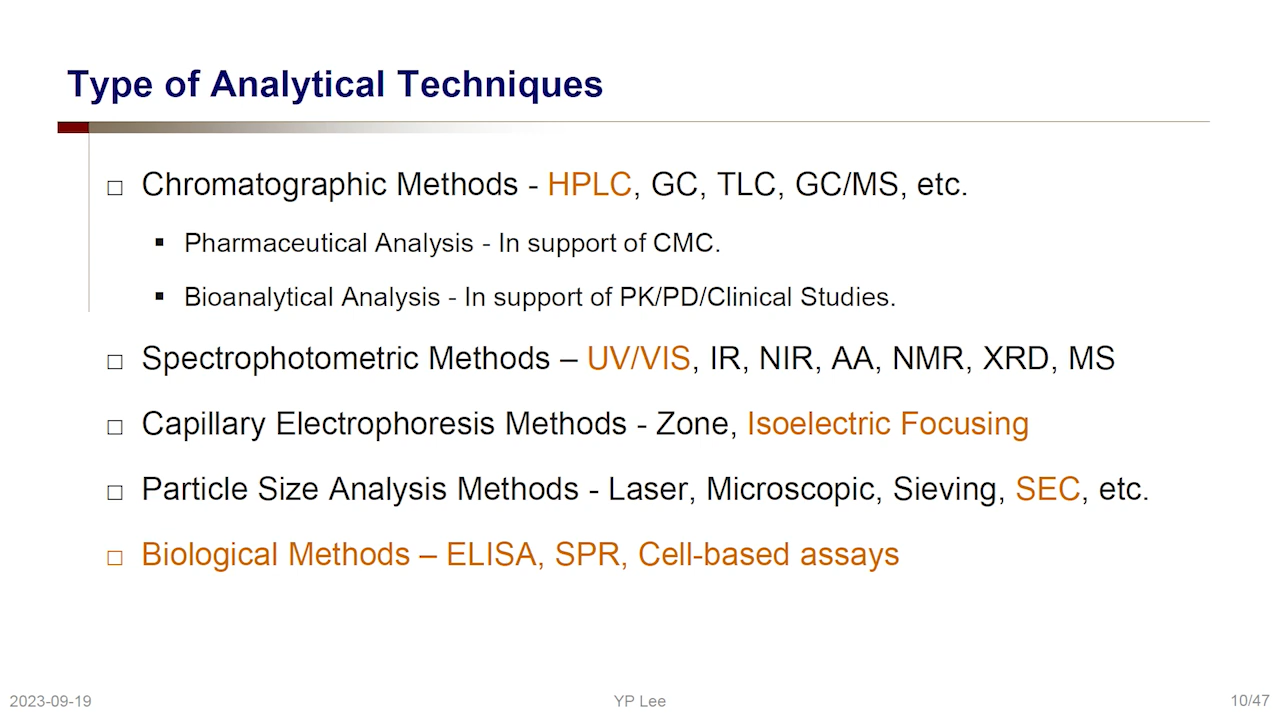 Type of Analytical Techniques
□ Chromatographic Methods - HPLC, GC, TLC, GC/MS, etc.
▪ Pharmaceutical Analysis - In support of CMC.
▪ Bioanalytical Analysis - In support of PK/PD/Clinical Studies.
□ Spectrophotometric Methods – UV/VIS, IR, NIR, AA, NMR, XRD, MS
□ Capillary Electrophoresis Methods - Zone, Isoelectric Focusing
□ Particle Size Analysis Methods - Laser, Microscopic, Sieving, SEC, etc.
□ Biological Methods – ELISA, SPR, Cell-based assays
2023-09-19 YP Lee 10/47